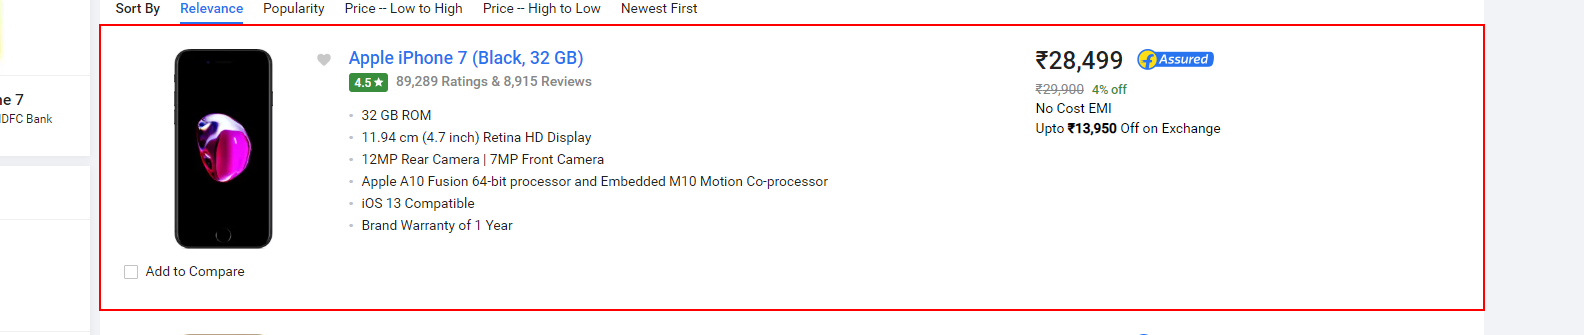 Sort By Relevance Popularity Price -- Low to High Price -- High to Low Newest First
ne 7
DFC Bank
Apple iPhone 7 (Black, 32 GB)
4.5★ 89,289 Ratings & 8,915 Reviews
32 GB ROM
11.94 cm (4.7 inch) Retina HD Display
12MP Rear Camera | 7MP Front Camera
Apple A10 Fusion 64-bit processor and Embedded M10 Motion Co-processor
iOS 13 Compatible
Brand Warranty of 1 Year
Add to Compare
₹28,499 f Assured
₹29,900 4% off
No Cost EMI
Upto ₹13,950 Off on Exchange